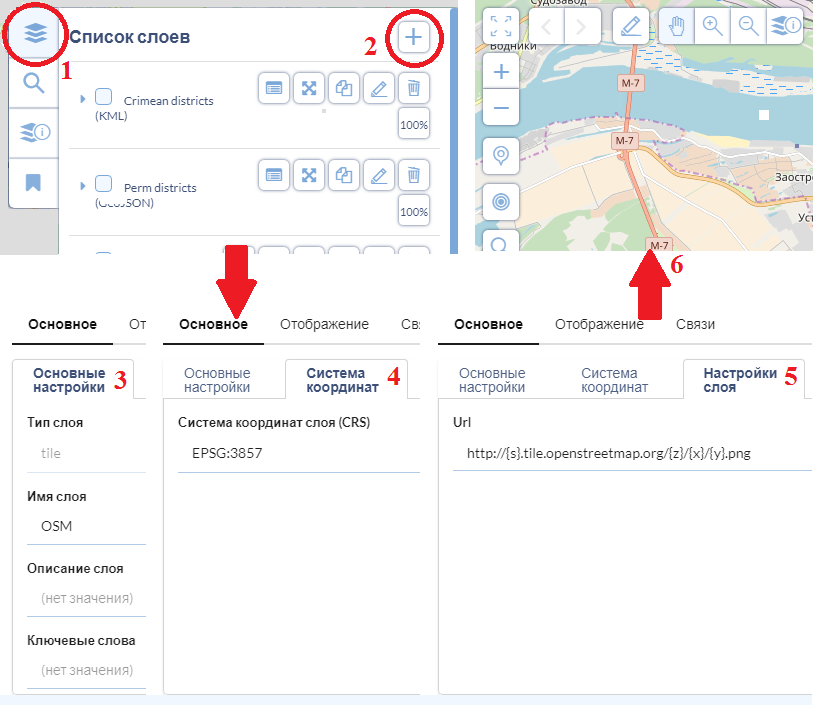 Список слоев
2
1
Crimean districts
(KML)
100%
Perm districts
100%
Судозавод
Водники
M-7
M-7
Заостро
Уст
M-7
6
Основное
От
Основные
настройки
3
Тип слоя
tile
Имя слоя
OSM
Описание слоя
(нет значения)
Ключевые слова
(нет значения)
Основное
Отображение
Свя
Основные
настройки
Система
координат
4
Система координат слоя (CRS)
EPSG:3857
Основное
Отображение
Связи
Основные
настройки
Система
координат
Настройки
слоя
5
Url
http://{s}.tile.openstreetmap.org/{z}/{x}/{y}.png